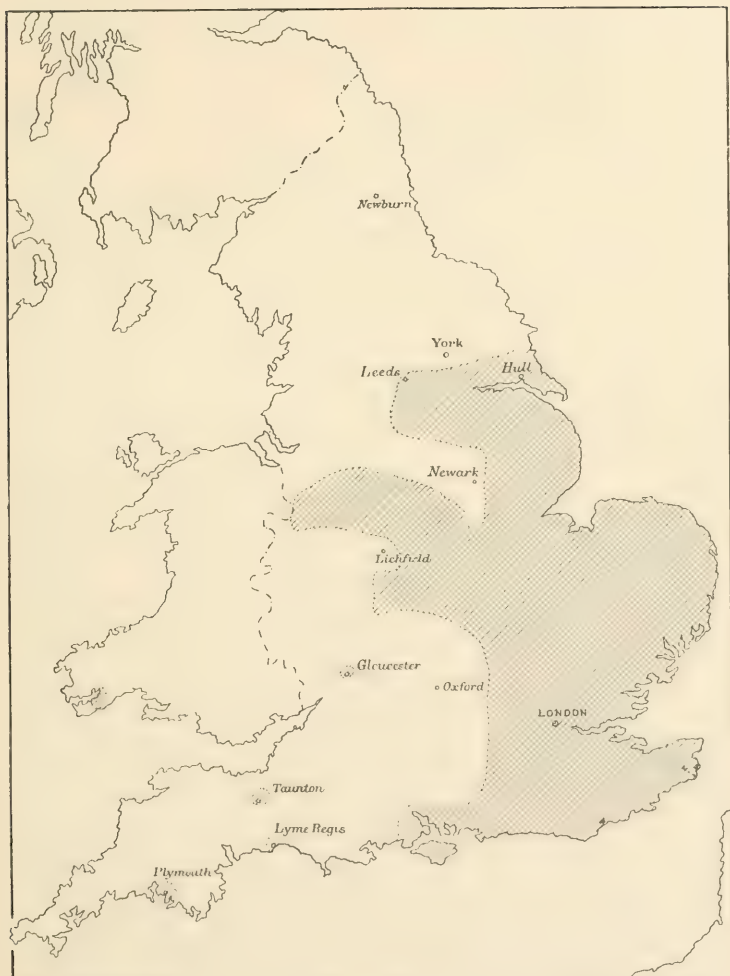 Newburn
York
Leeds
Hull
Newark
Lichfield
Gloucester
Oxford
LONDON
Taunton
Lyme Regis
Plymouth